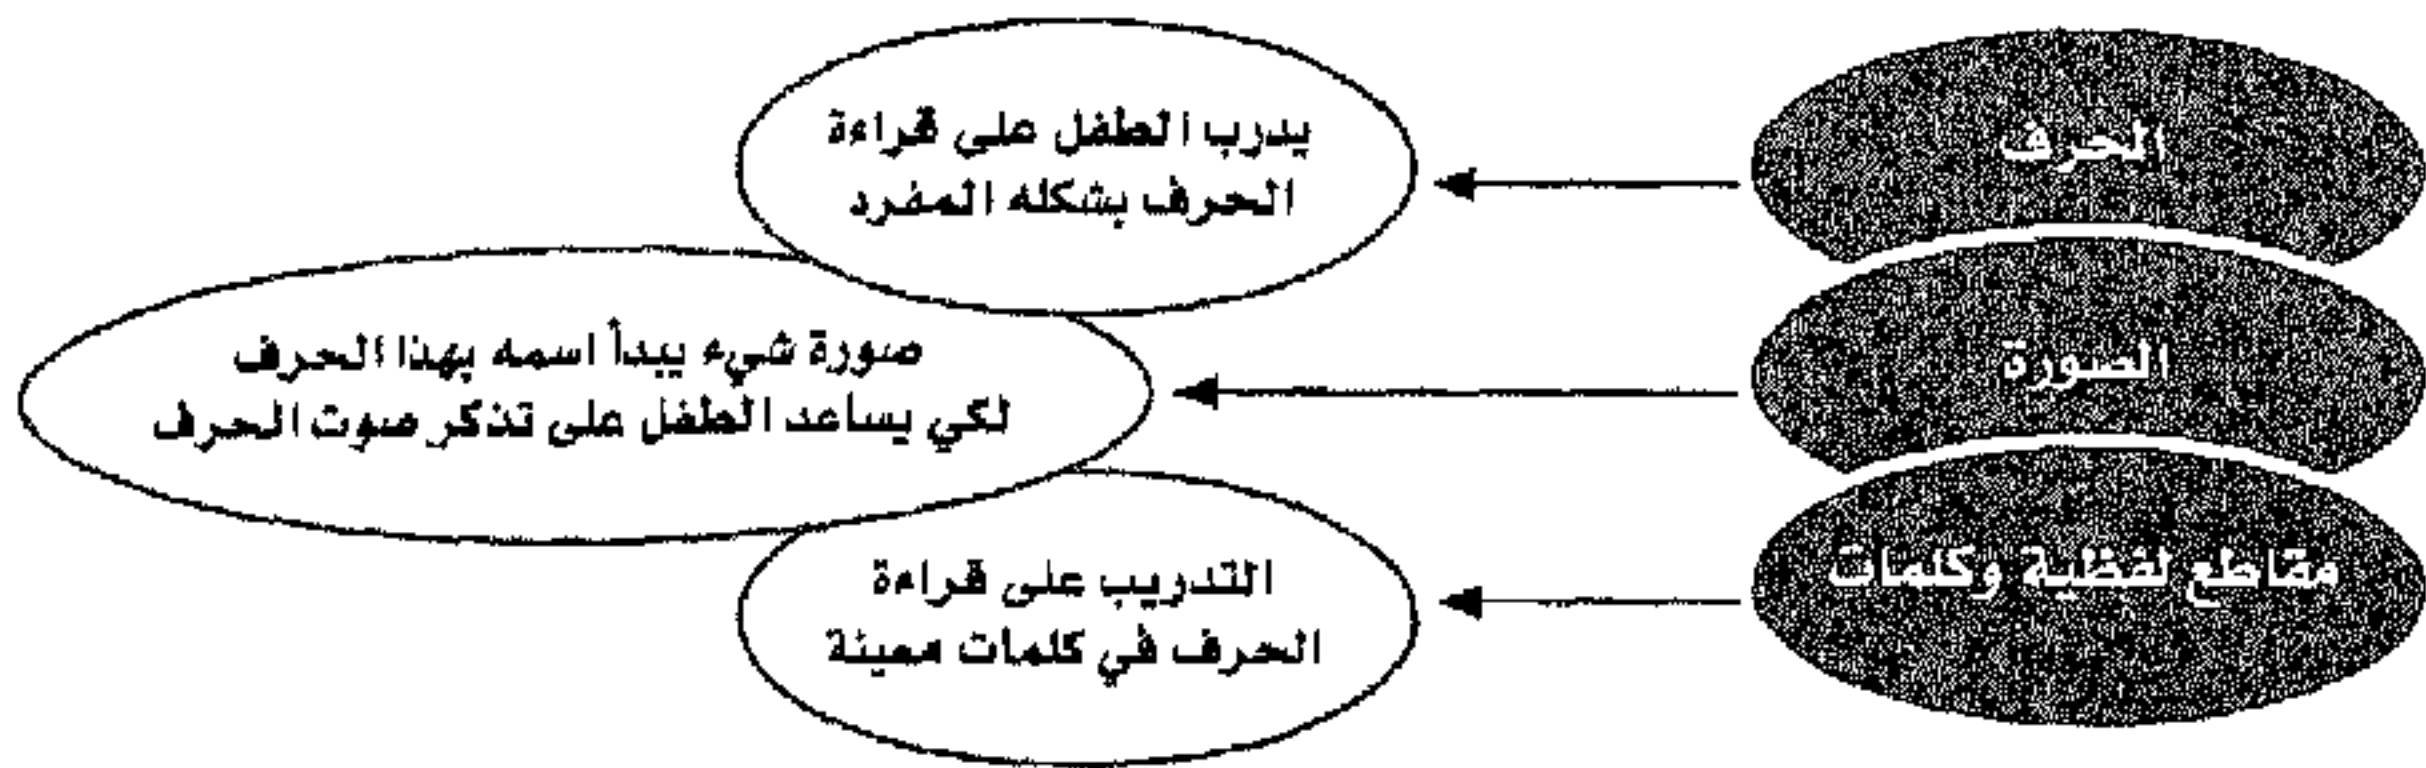 الحرف
يدرب الطفل على قراءة
الحرف بشكله المفرد
الصورة
صورة شيء يبدأ اسمه بهذا الحرف
لكي يساعد الطفل على تذكر صوت الحرف
مقاطع لفظية وكلمات
التدريب على قراءة
الحرف في كلمات معينة